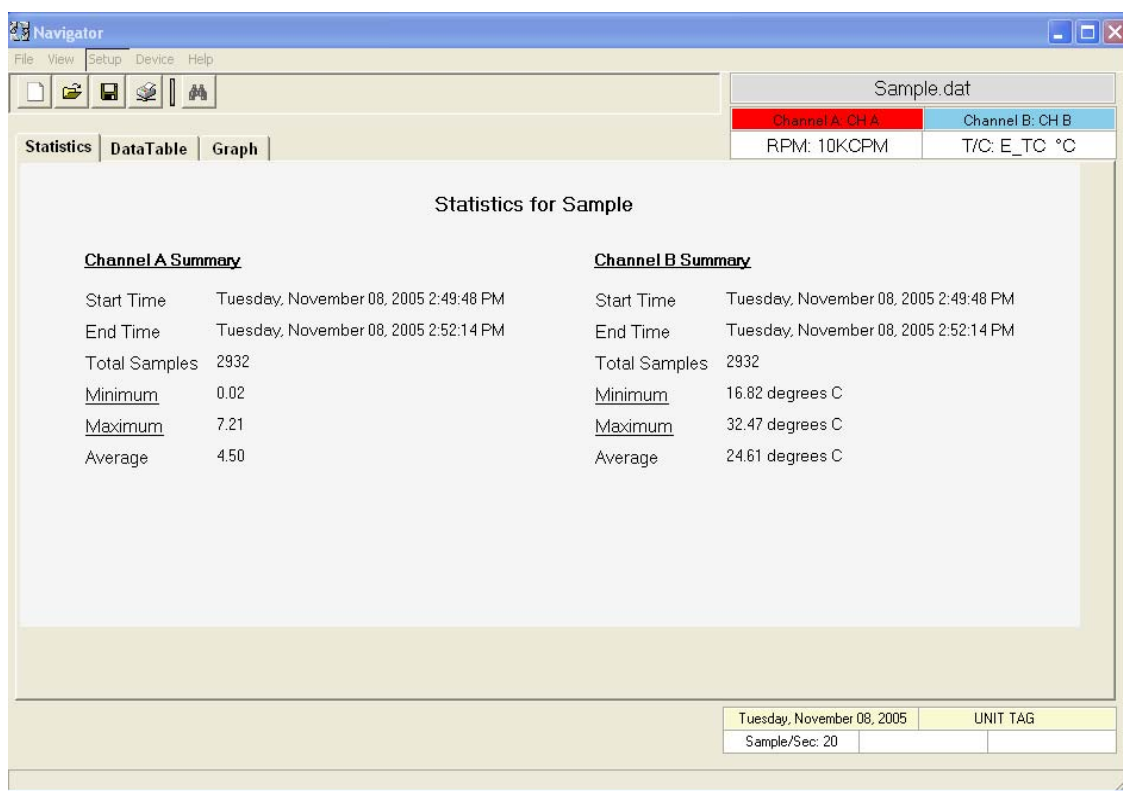 Navigator
File View Setup Device Help
Sample.dat
Channel A: CH A Channel B: CH B
RPM: 10KCPM T/C: E_TC °C
Statistics DataTable Graph
Statistics for Sample
Channel A Summary
Start Time Tuesday, November 08, 2005 2:49:48 PM
End Time Tuesday, November 08, 2005 2:52:14 PM
Total Samples 2932
Minimum 0.02
Maximum 7.21
Average 4.50
Channel B Summary
Start Time Tuesday, November 08, 2005 2:49:48 PM
End Time Tuesday, November 08, 2005 2:52:14 PM
Total Samples 2932
Minimum 16.82 degrees C
Maximum 32.47 degrees C
Average 24.61 degrees C
Tuesday, November 08, 2005 UNIT TAG
Sample/Sec: 20